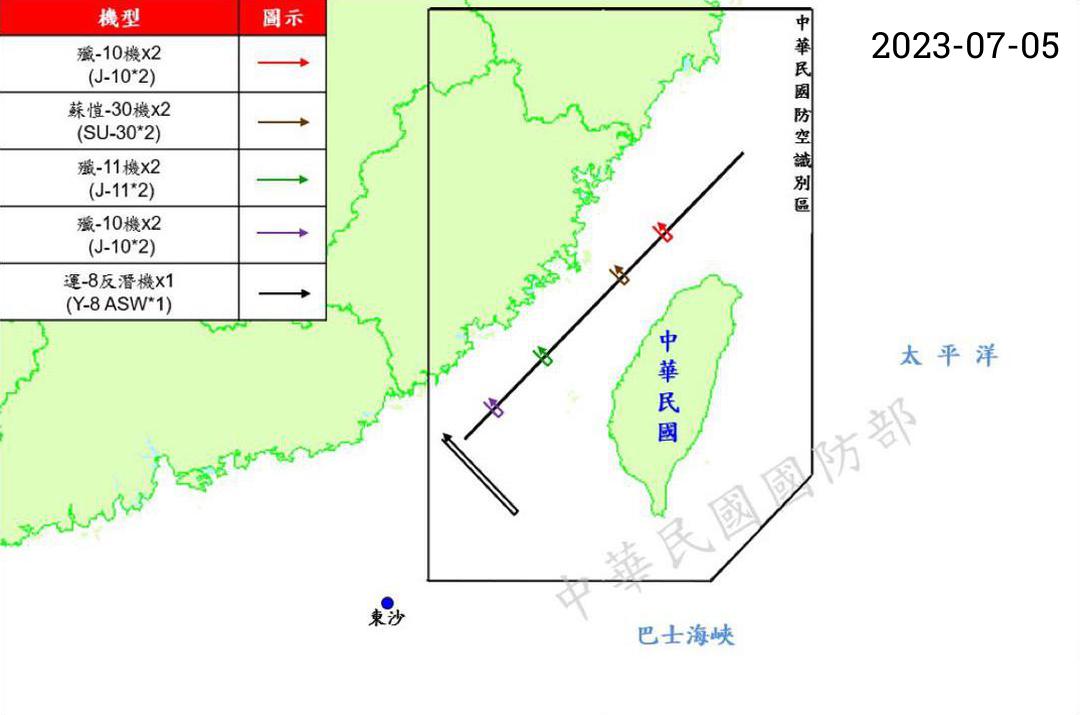 機型 圖示
殲-10機x2
(J-10*2)
蘇愷-30機x2
(SU-30*2)
殲-11機x2
(J-11*2)
殲-10機x2
(J-10*2)
運-8反潛機x1
(Y-8 ASW*1)
2023-07-05
中華民國防空識別區
中華民國
太平洋
中華民國國防部
東沙
巴士海峽